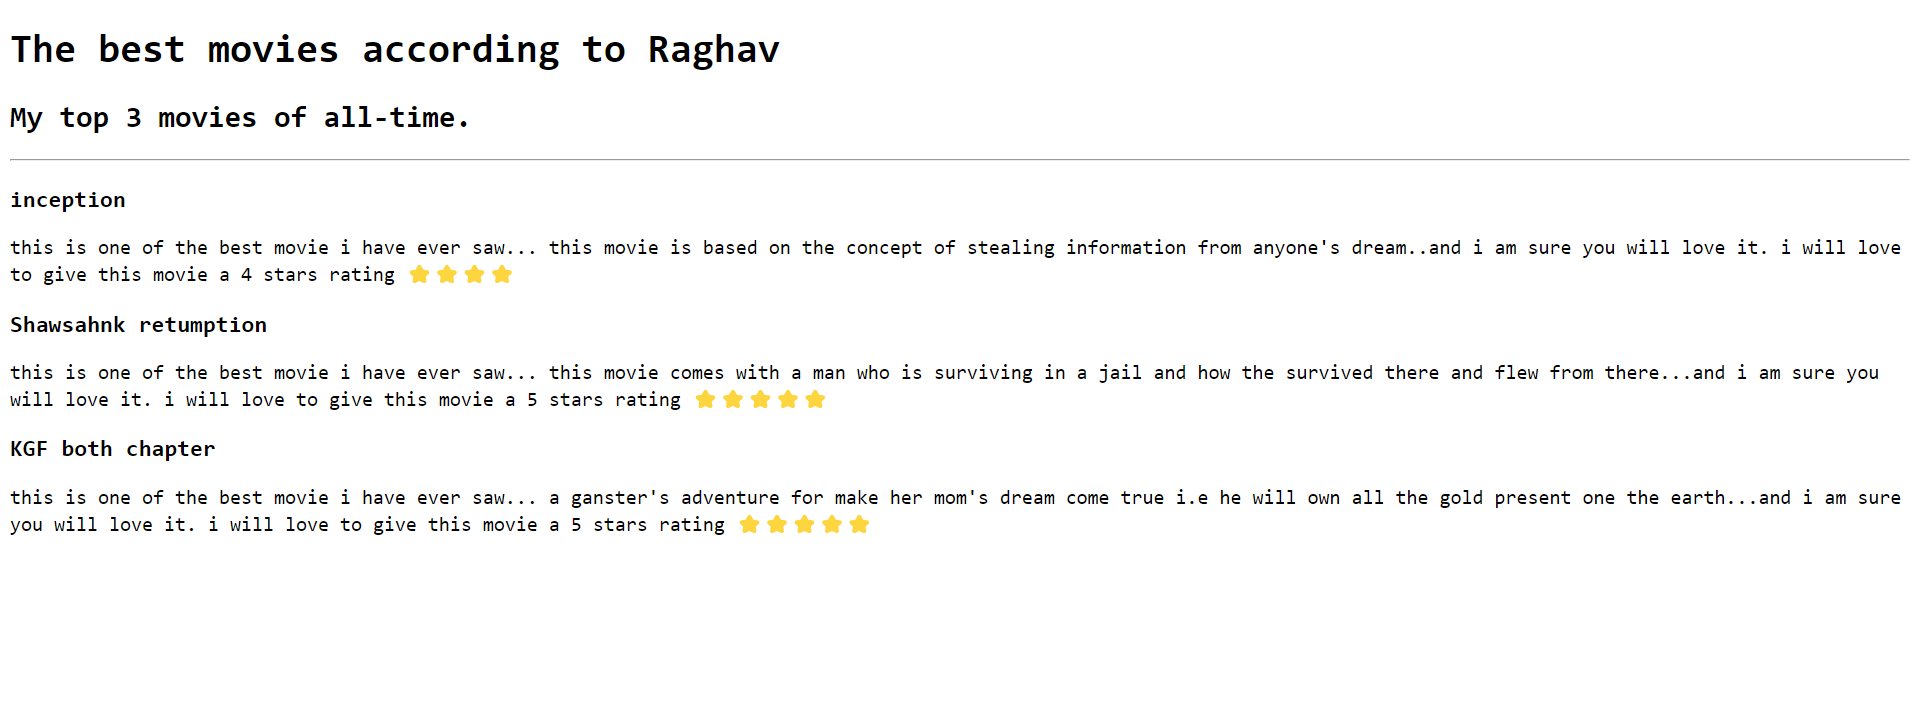 The best movies according to Raghav
My top 3 movies of all-time.
inception
this is one of the best movie i have ever saw... this movie is based on the concept of stealing information from anyone's dream..and i am sure you will love it. i will love
to give this movie a 4 stars rating ⭐⭐⭐⭐
Shawsahnk retumption
this is one of the best movie i have ever saw... this movie comes with a man who is surviving in a jail and how the survived there and flew from there...and i am sure you
will love it. i will love to give this movie a 5 stars rating ⭐⭐⭐⭐⭐
KGF both chapter
this is one of the best movie i have ever saw... a ganster's adventure for make her mom's dream come true i.e he will own all the gold present one the earth...and i am sure
you will love it. i will love to give this movie a 5 stars rating ⭐⭐⭐⭐⭐